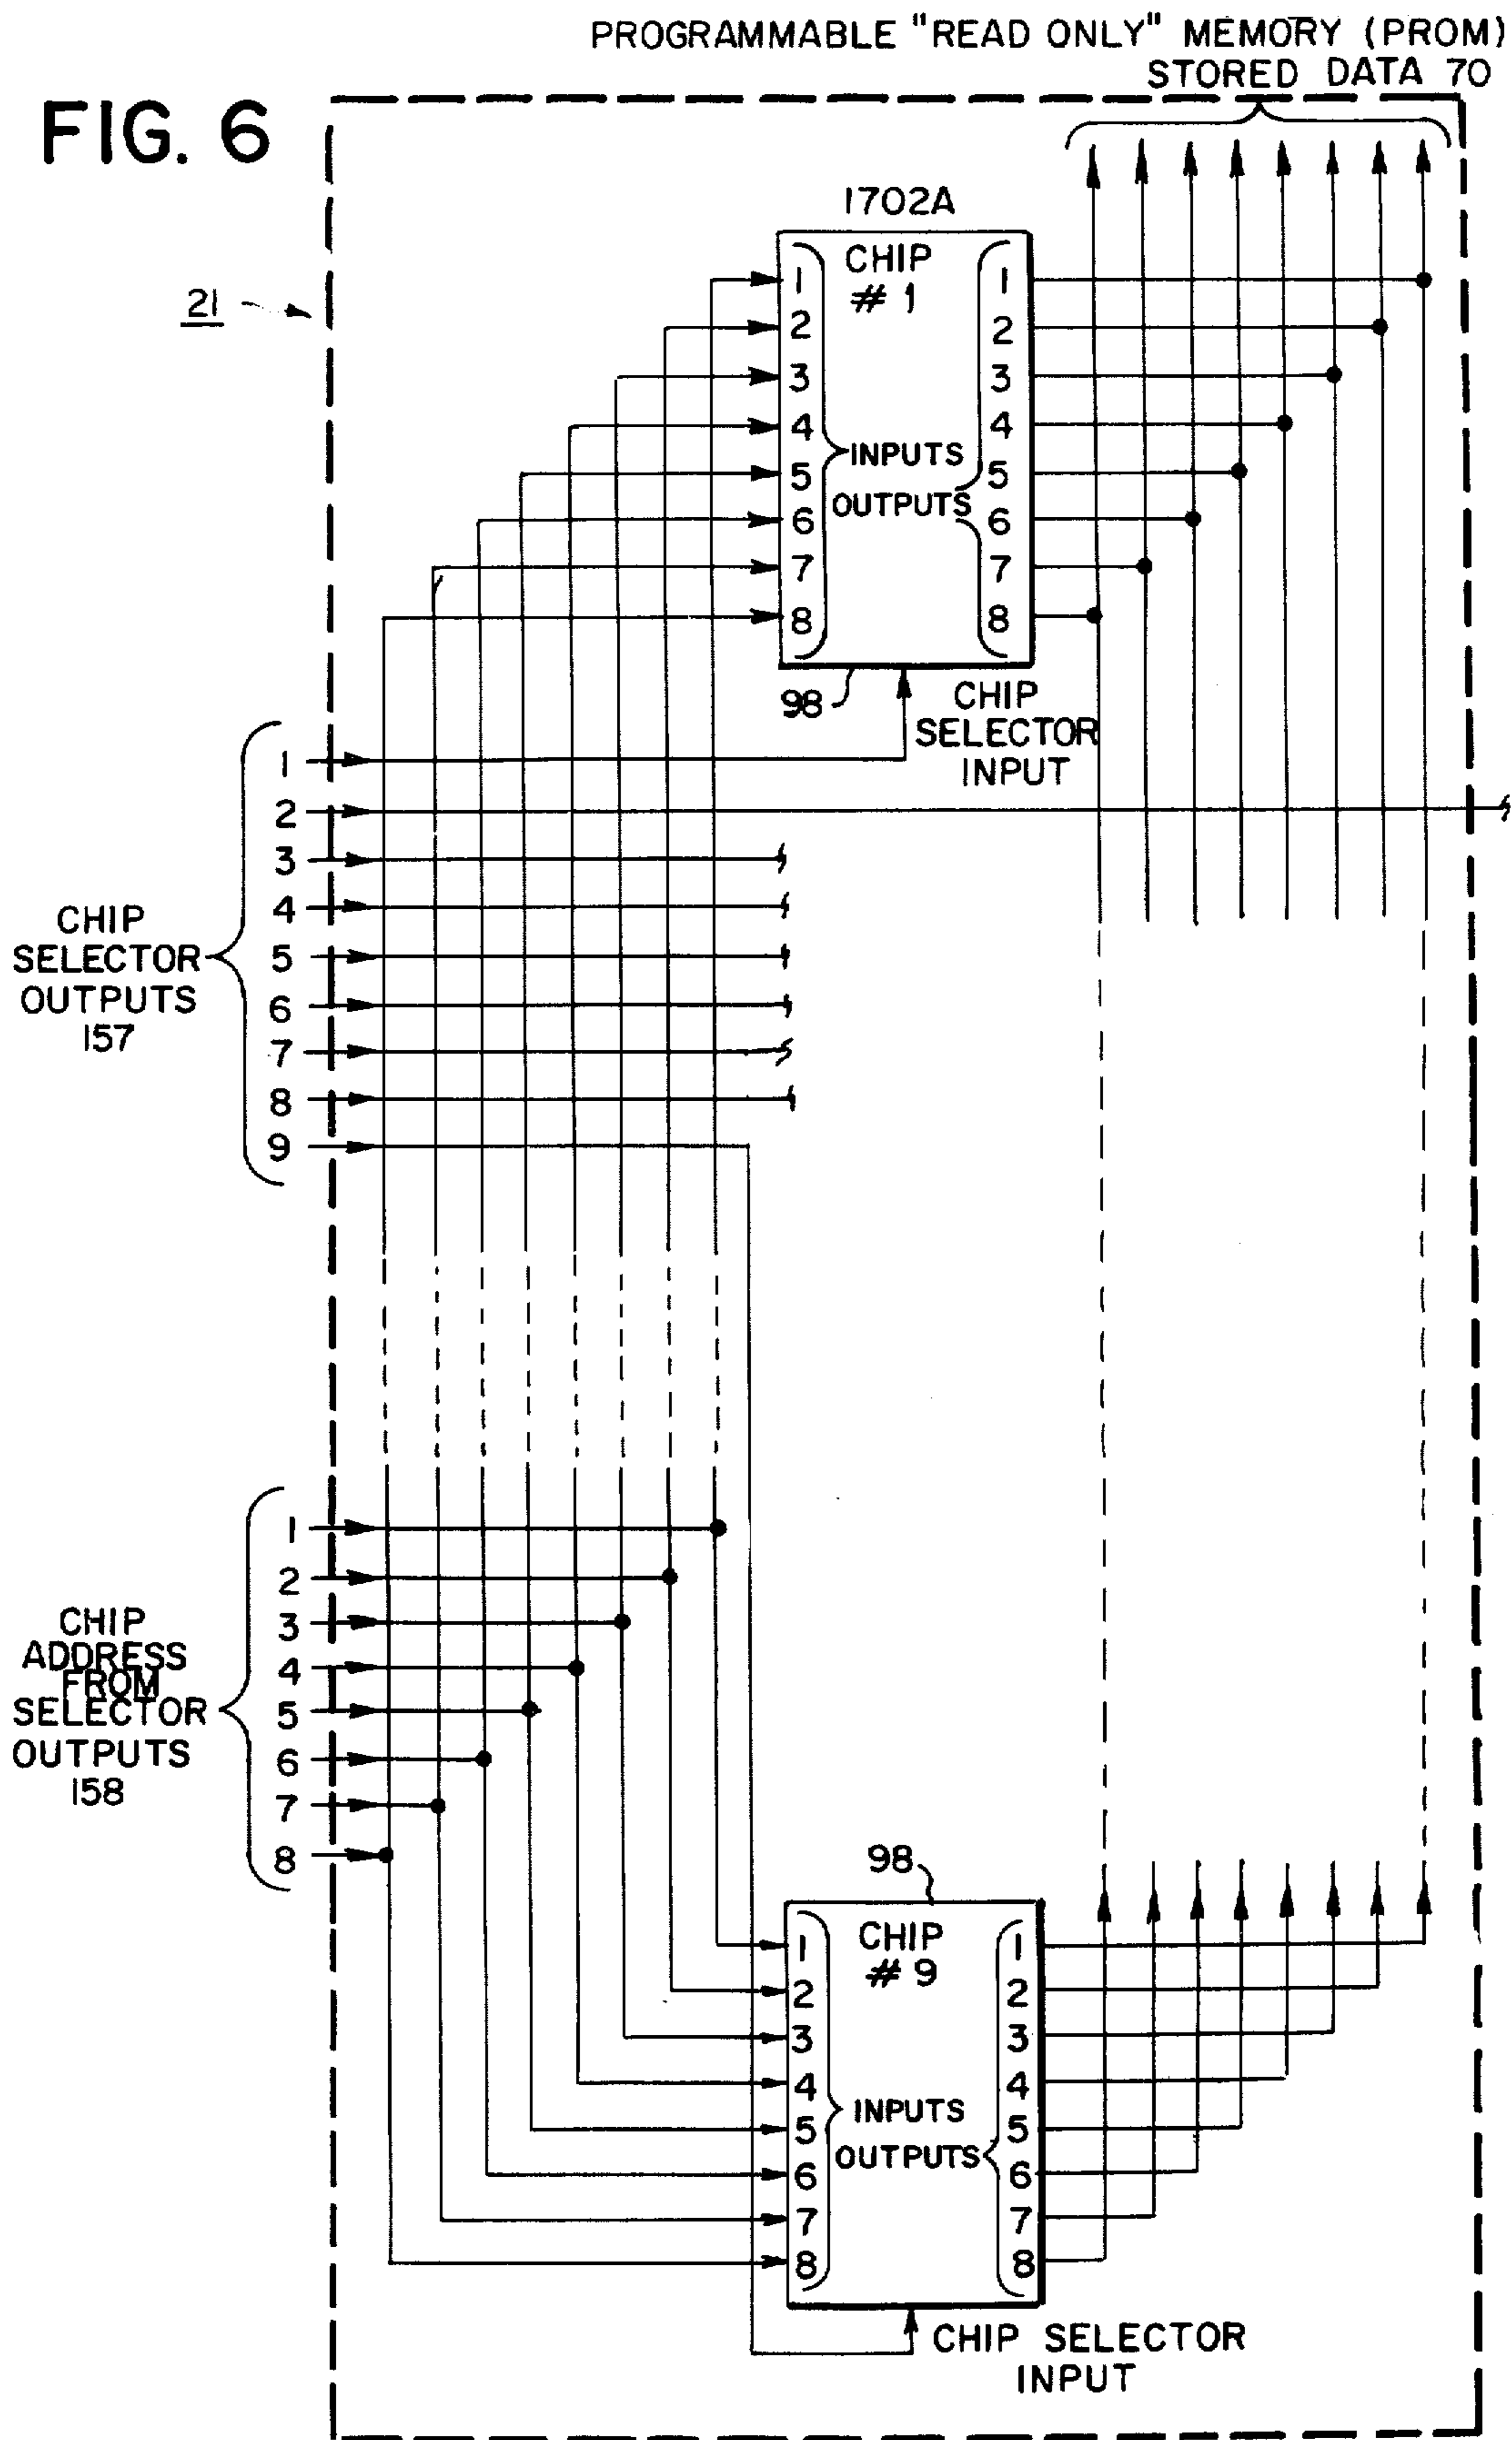 PROGRAMMABLE "READ ONLY" MEMORY (PROM)
STORED DATA 70
FIG. 6
21
1702A
CHIP
# 1
1
2
3
4
5
6
7
8
INPUTS
OUTPUTS
1
2
3
4
5
6
7
8
98
CHIP
SELECTOR
INPUT
CHIP
SELECTOR
OUTPUTS
157
1
2
3
4
5
6
7
8
9
CHIP
ADDRESS
FROM
SELECTOR
OUTPUTS
158
1
2
3
4
5
6
7
8
98
CHIP
# 9
1
2
3
4
5
6
7
8
INPUTS
OUTPUTS
1
2
3
4
5
6
7
8
CHIP SELECTOR
INPUT